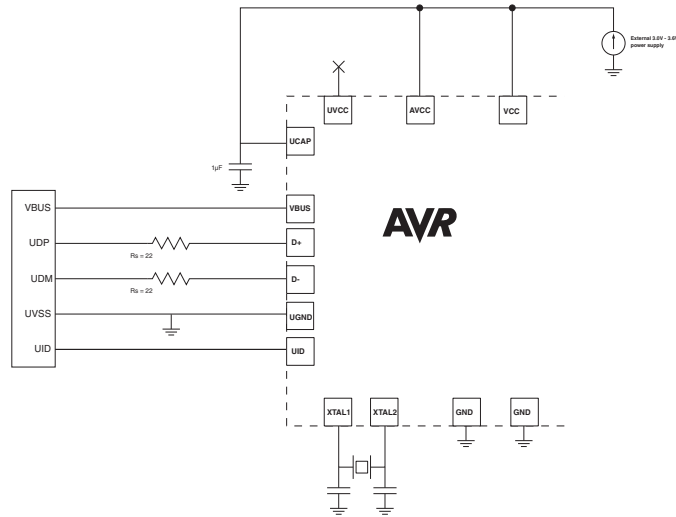 External 3.0V - 3.6V
power supply
UVCC
AVCC
VCC
UCAP
1µF
VBUS
VBUS
UDP
Rs = 22
D+
UDM
Rs = 22
D-
UVSS
UGND
UID
UID
AVR
XTAL1
XTAL2
GND
GND